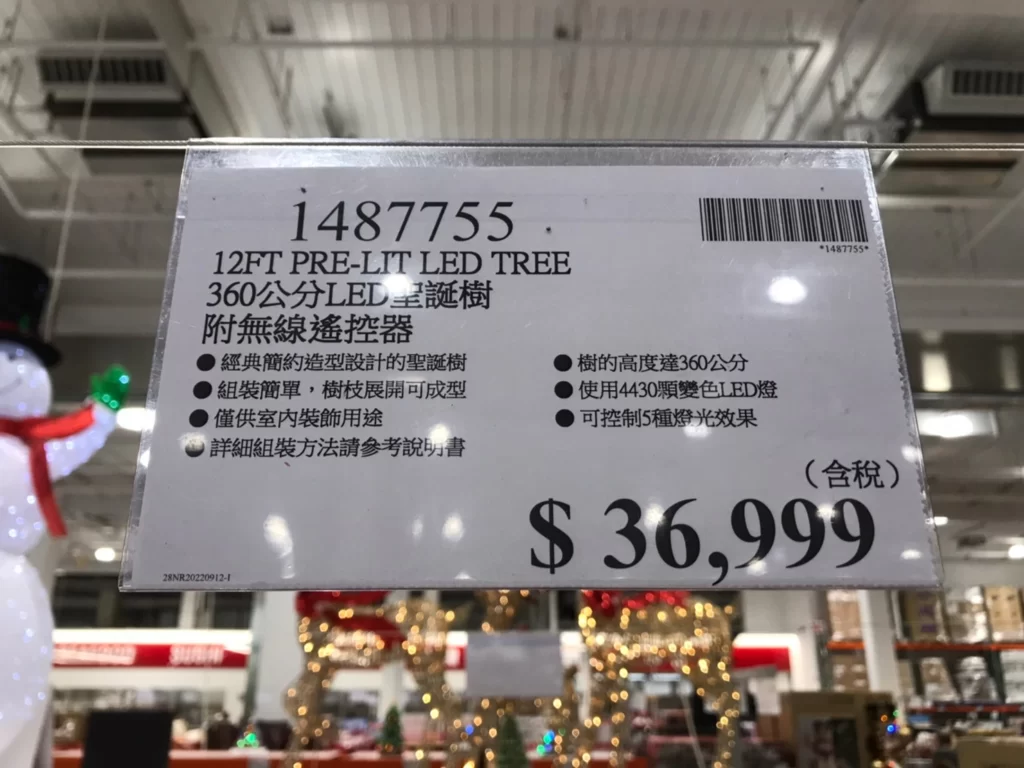 1487755
*1487755*
12FT PRE-LIT LED TREE
360公分LED聖誕樹
附無線遙控器
●經典簡約造型設計的聖誕樹
●組裝簡單，樹枝展開可成型
●僅供室內裝飾用途
●詳細組裝方法請參考說明書
●樹的高度達360公分
●使用4430顆變色LED燈
●可控制5種燈光效果
（含稅）
$ 36,999
28NR20220912-1